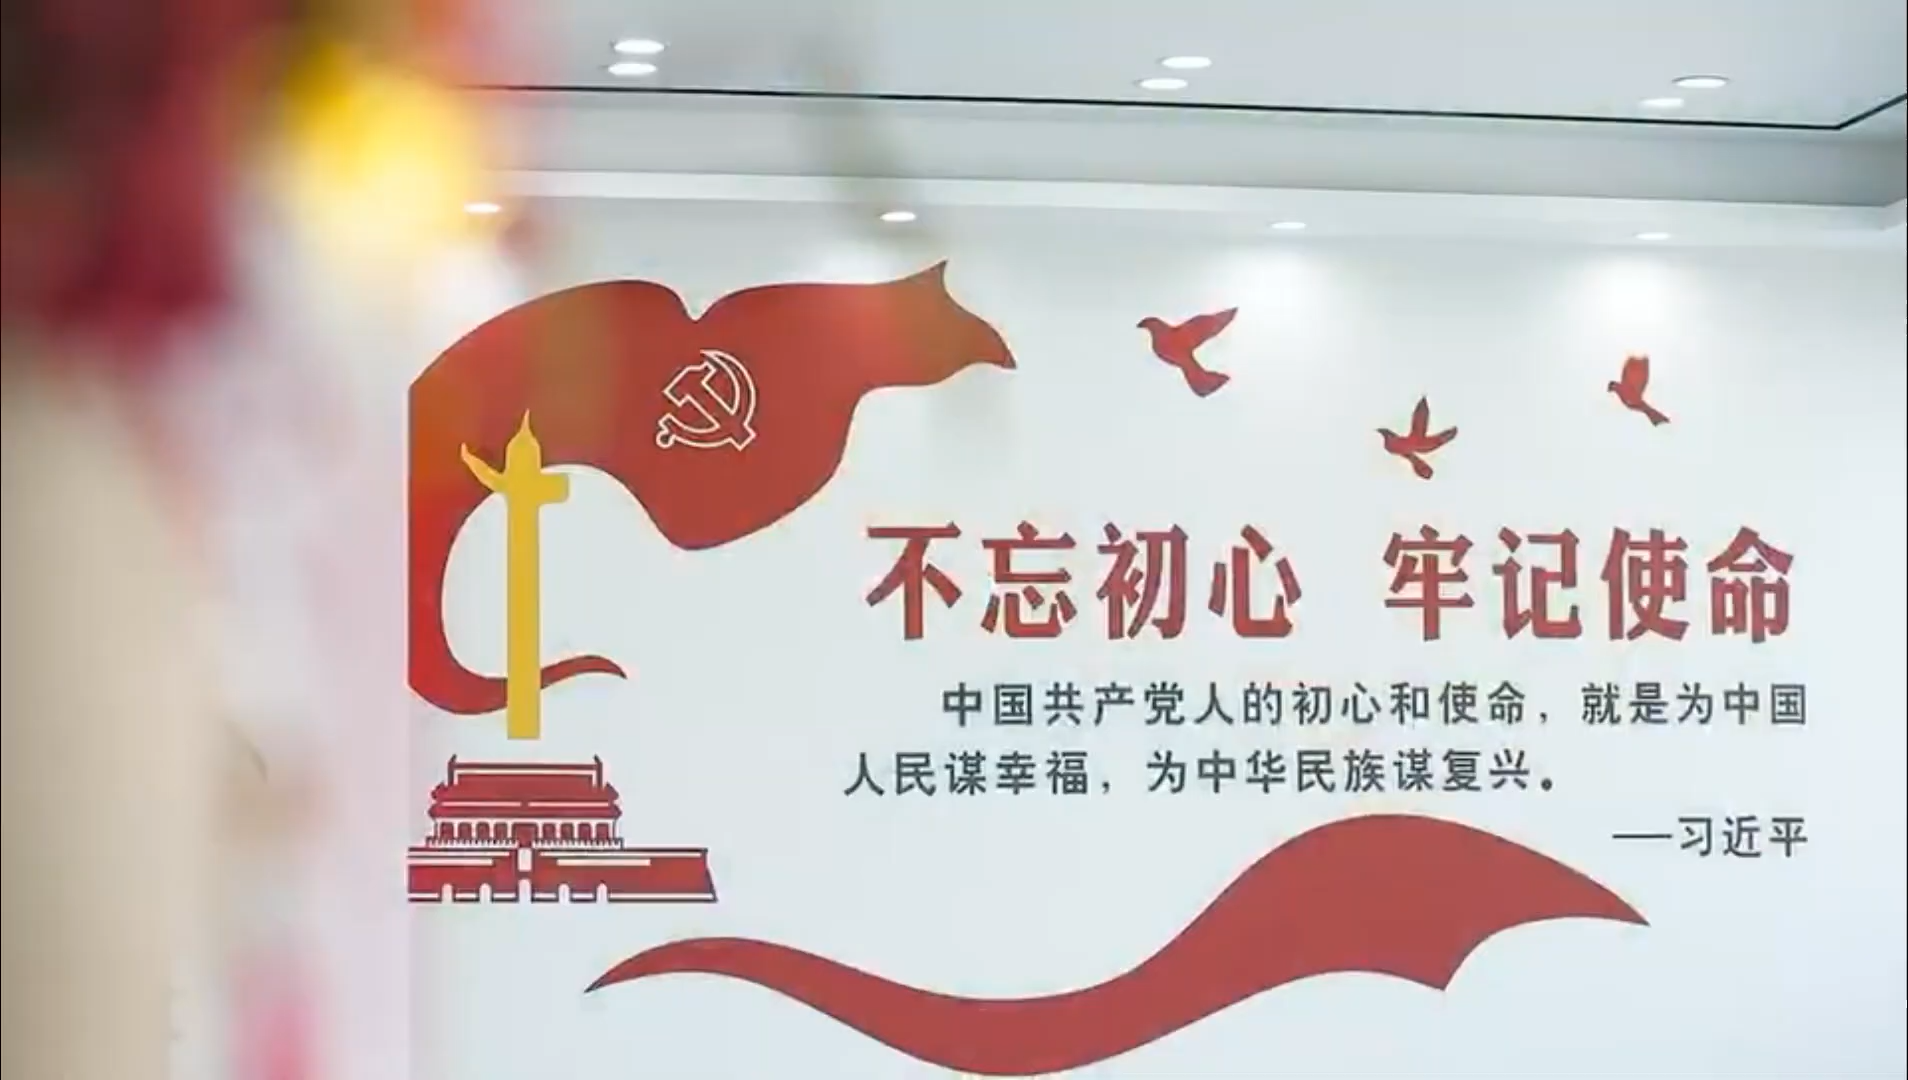 不忘初心 牢记使命
中国共产党人的初心和使命，就是为中国
人民谋幸福，为中华民族谋复兴。
——习近平